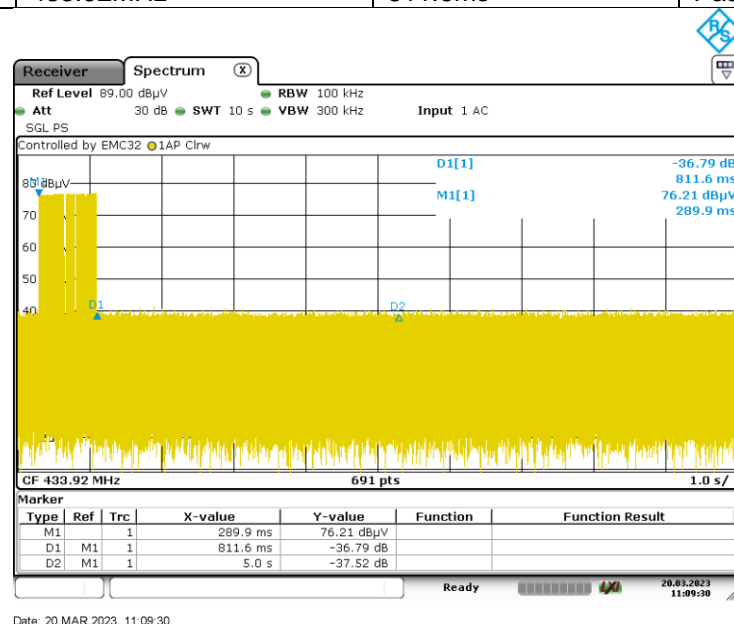 R&S
Receiver Spectrum X
Ref Level 89.00 dBµV RBW 100 kHz
Att 30 dB SWT 10 s VBW 300 kHz Input 1 AC
SGL PS
Controlled by EMC32 1AP Clrw
D1[1] -36.79 dB
811.6 ms
M1[1] 76.21 dBµV
289.9 ms
M1
70
60
50
40
D1
D2
CF 433.92 MHz 691 pts 1.0 s/
Marker
Type Ref Trc X-value Y-value Function Function Result
M1 1 289.9 ms 76.21 dBµV
D1 M1 1 811.6 ms -36.79 dB
D2 M1 1 5.0 s -37.52 dB
Ready LXI 20.03.2023
11:09:30
Date: 20.MAR.2023 11:09:30